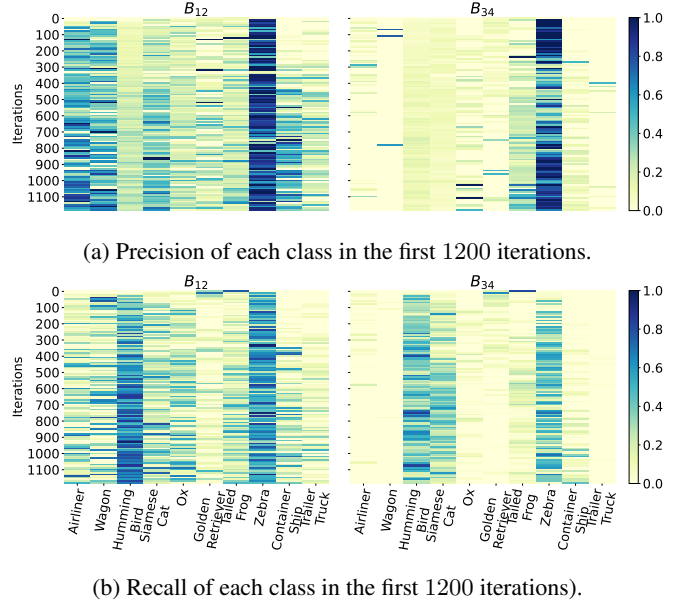 B12 B34
0
100
200
300
400
500
600
700
800
900
1000
1100
Iterations
1.0
0.8
0.6
0.4
0.2
0.0
(a) Precision of each class in the first 1200 iterations.
B12 B34
0
100
200
300
400
500
600
700
800
900
1000
1100
Iterations
1.0
0.8
0.6
0.4
0.2
0.0
Airliner
Wagon
Humming
Bird
Siamese
Cat
Ox
Golden
Retriever
Tailed
Frog
Zebra
Container
Ship
Trailer
Truck
Airliner
Wagon
Humming
Bird
Siamese
Cat
Ox
Golden
Retriever
Tailed
Frog
Zebra
Container
Ship
Trailer
Truck
(b) Recall of each class in the first 1200 iterations).